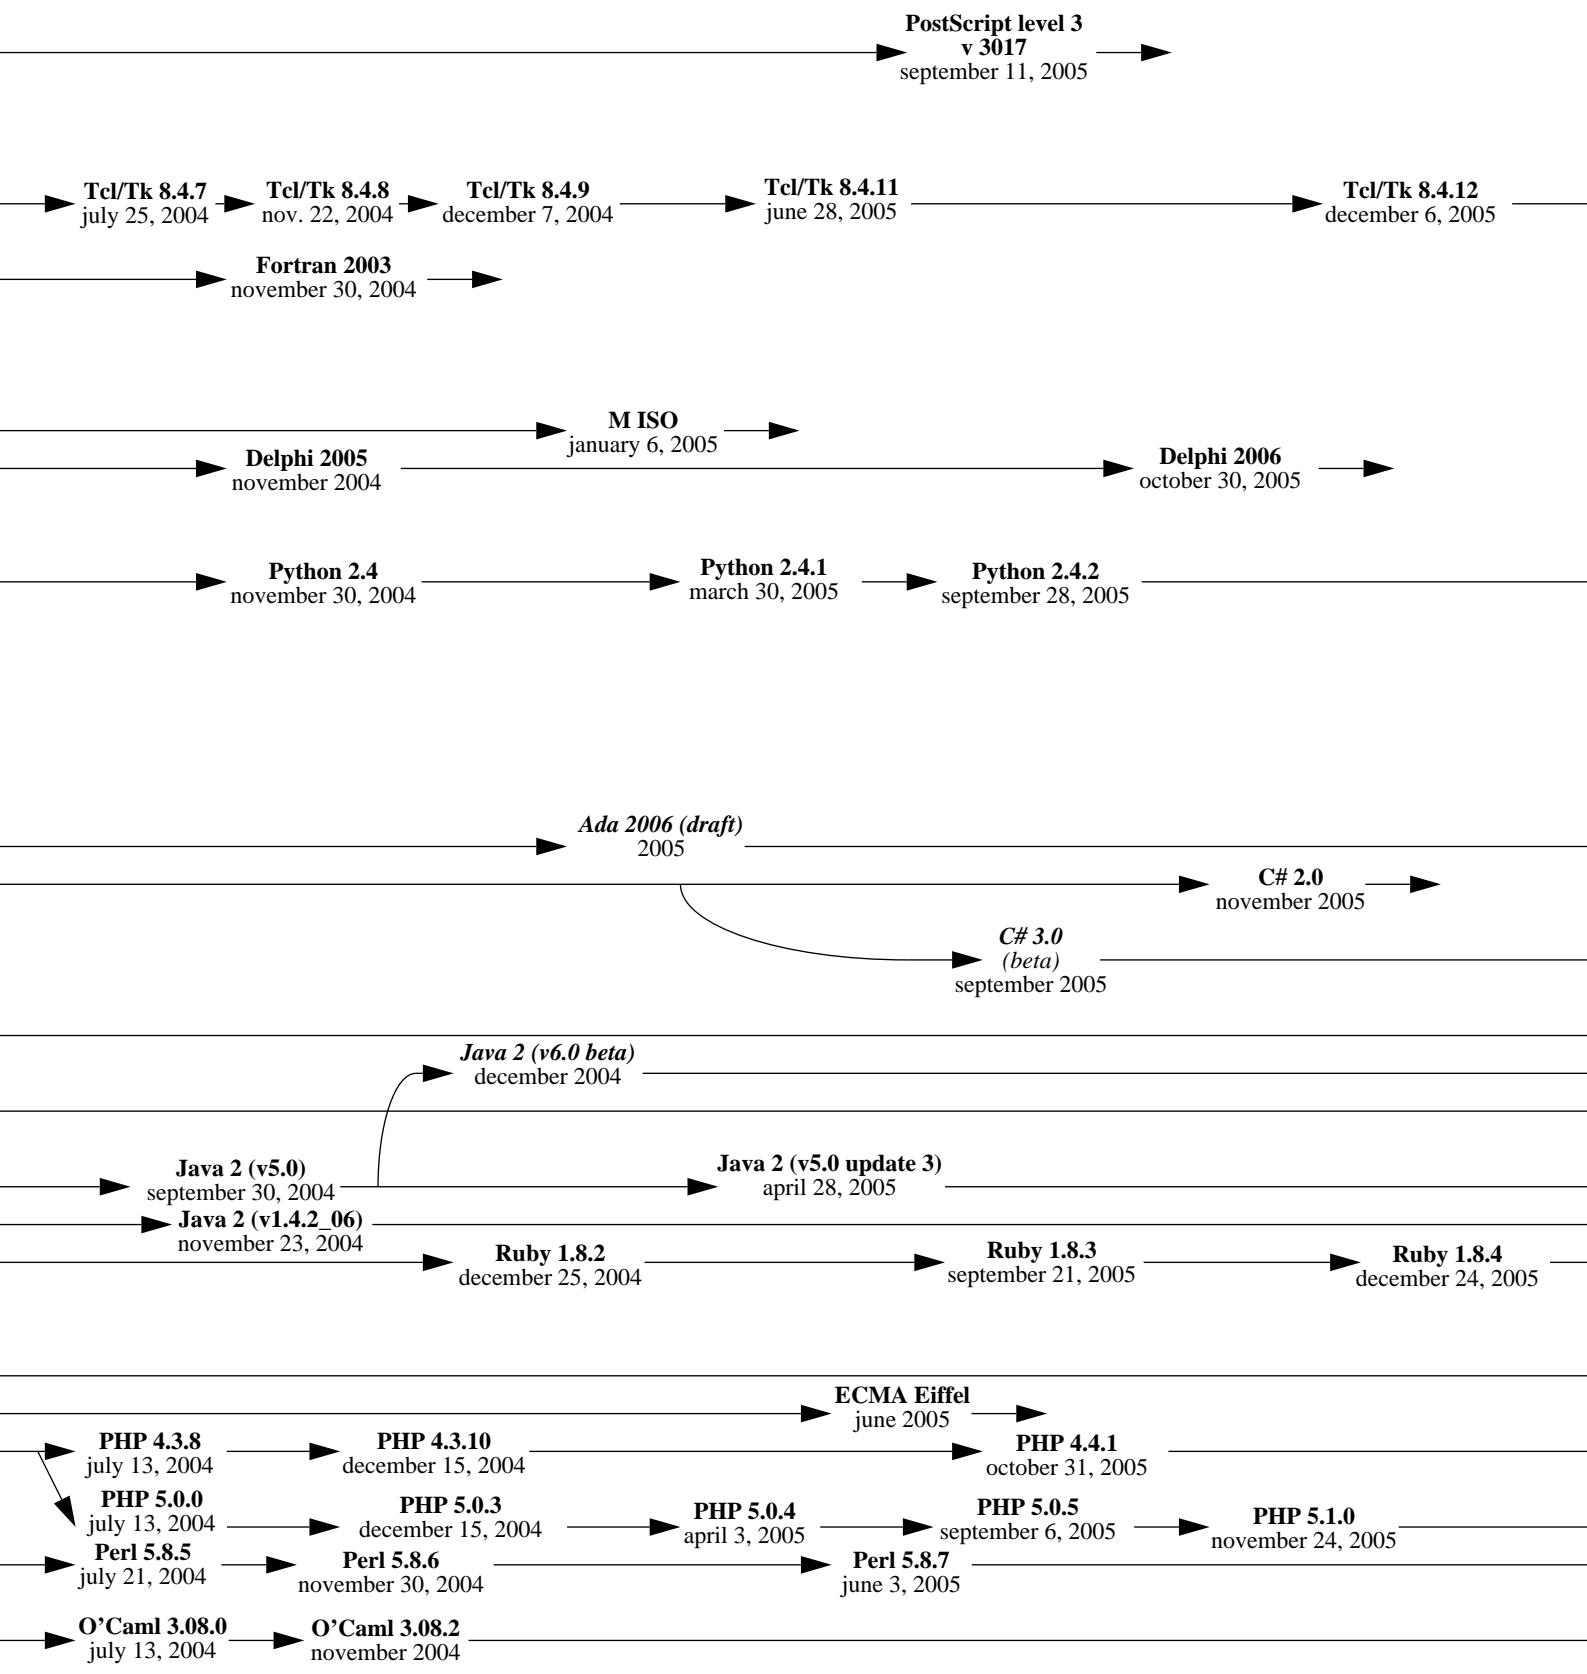 PostScript level 3
v 3017
september 11, 2005
Tcl/Tk 8.4.7
july 25, 2004
Tcl/Tk 8.4.8
nov. 22, 2004
Tcl/Tk 8.4.9
december 7, 2004
Tcl/Tk 8.4.11
june 28, 2005
Tcl/Tk 8.4.12
december 6, 2005
Fortran 2003
november 30, 2004
M ISO
january 6, 2005
Delphi 2005
november 2004
Delphi 2006
october 30, 2005
Python 2.4
november 30, 2004
Python 2.4.1
march 30, 2005
Python 2.4.2
september 28, 2005
Ada 2006 (draft)
2005
C# 2.0
november 2005
C# 3.0
(beta)
september 2005
Java 2 (v6.0 beta)
december 2004
Java 2 (v5.0)
september 30, 2004
Java 2 (v5.0 update 3)
april 28, 2005
Java 2 (v1.4.2_06)
november 23, 2004
Ruby 1.8.2
december 25, 2004
Ruby 1.8.3
september 21, 2005
Ruby 1.8.4
december 24, 2005
ECMA Eiffel
june 2005
PHP 4.3.8
july 13, 2004
PHP 4.3.10
december 15, 2004
PHP 4.4.1
october 31, 2005
PHP 5.0.0
july 13, 2004
PHP 5.0.3
december 15, 2004
PHP 5.0.4
april 3, 2005
PHP 5.0.5
september 6, 2005
PHP 5.1.0
november 24, 2005
Perl 5.8.5
july 21, 2004
Perl 5.8.6
november 30, 2004
Perl 5.8.7
june 3, 2005
O’Caml 3.08.0
july 13, 2004
O’Caml 3.08.2
november 2004